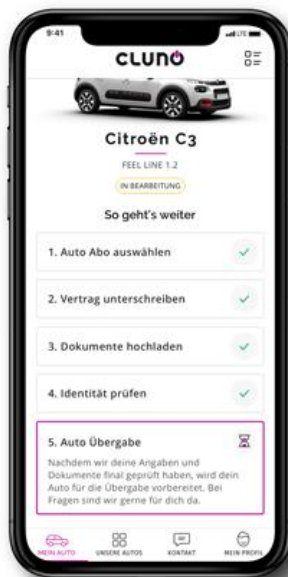 9:41
LTE
CLUNO
Citroën C3
FEEL LINE 1.2
IN BEARBEITUNG
So geht's weiter
1. Auto Abo auswählen
2. Vertrag unterschreiben
3. Dokumente hochladen
4. Identität prüfen
5. Auto Übergabe
Nachdem wir deine Angaben und
Dokumente final geprüft haben, wird dein
Auto für die Übergabe vorbereitet. Bei
Fragen sind wir gerne für dich da.
MEIN AUTO UNSERE AUTOS KONTAKT MEIN PROFIL